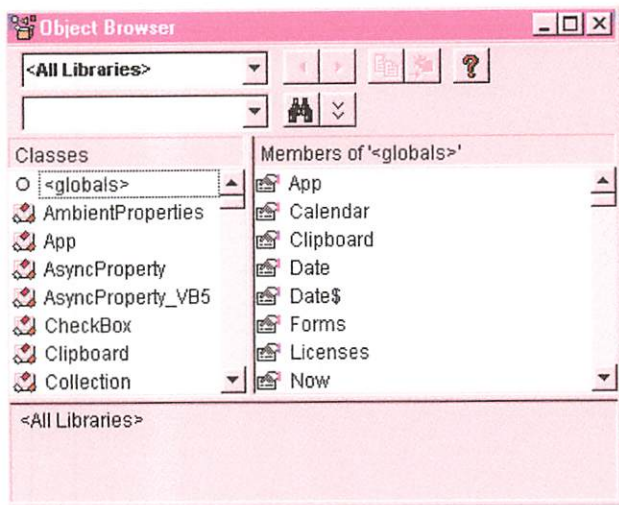 Object Browser
<All Libraries>
Classes
Members of '<globals>'
<globals>
AmbientProperties
App
AsyncProperty
AsyncProperty_VB5
CheckBox
Clipboard
Collection
App
Calendar
Clipboard
Date
Date$
Forms
Licenses
Now
<All Libraries>